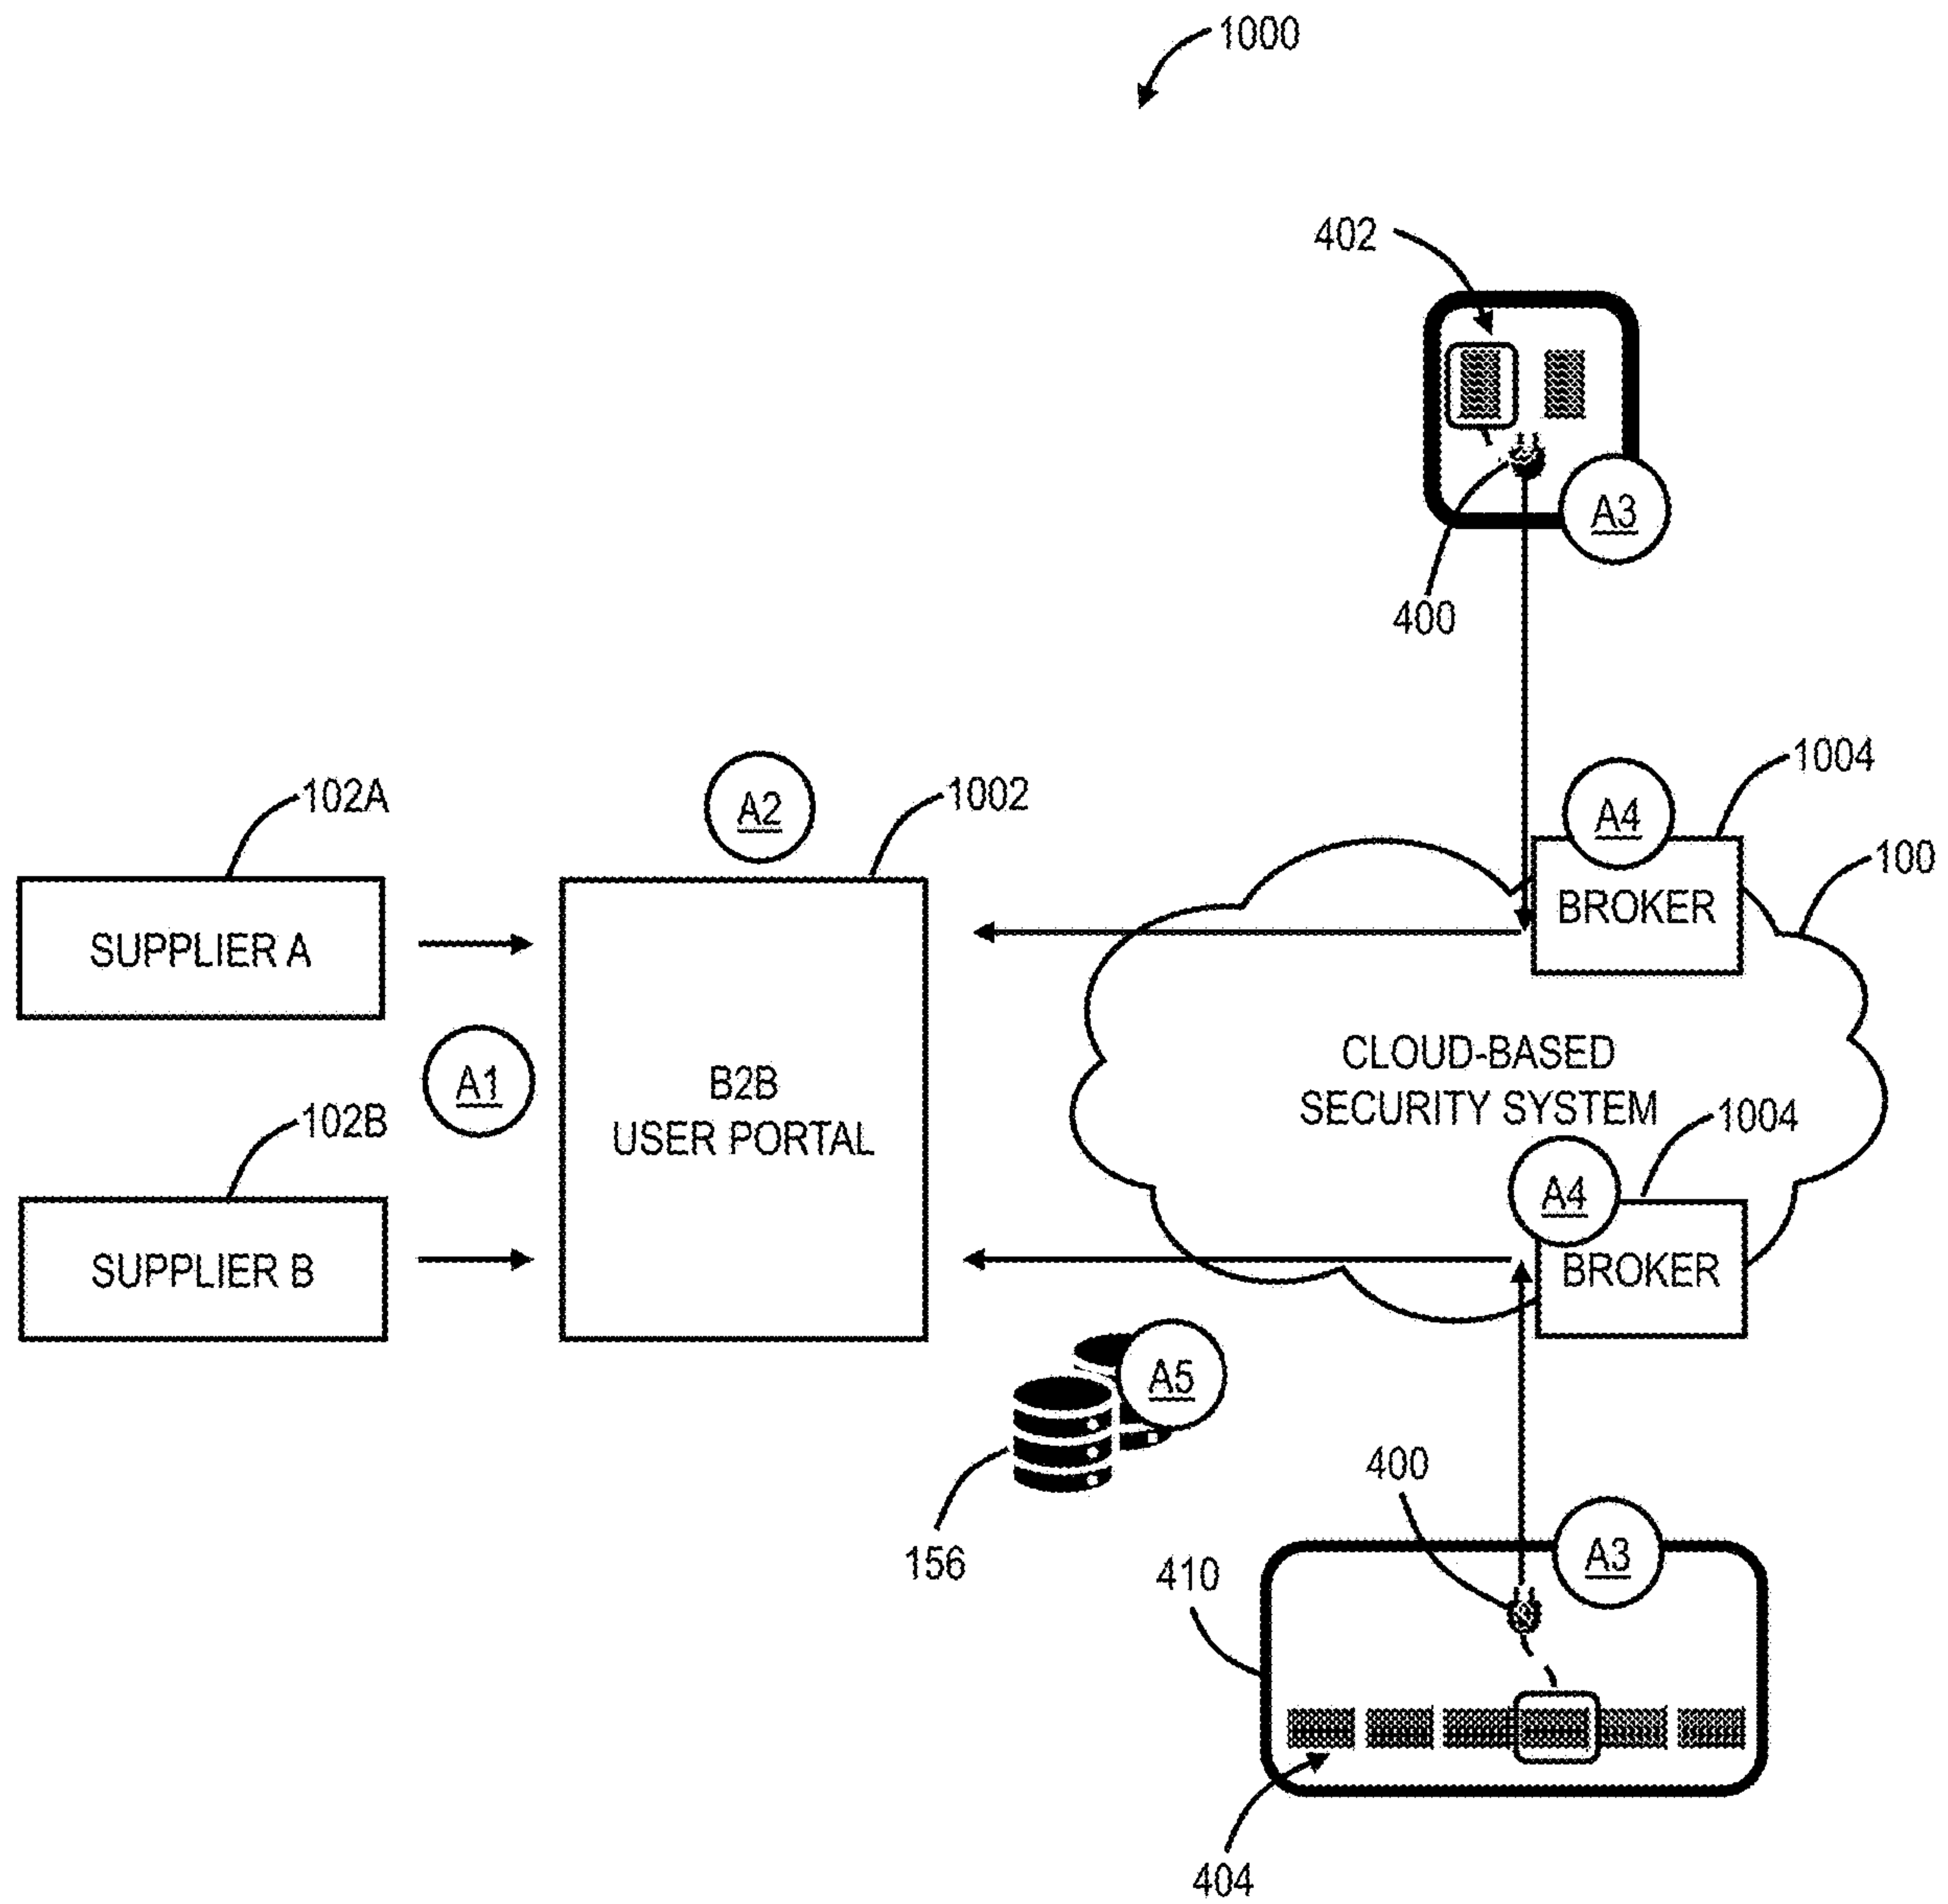 1000
402
A3
400
1004
102A
A2
1002
A4
100
SUPPLIER A
BROKER
A1
B2B
USER PORTAL
CLOUD-BASED
SECURITY SYSTEM
102B
1004
A4
SUPPLIER B
BROKER
A5
400
156
410
A3
404